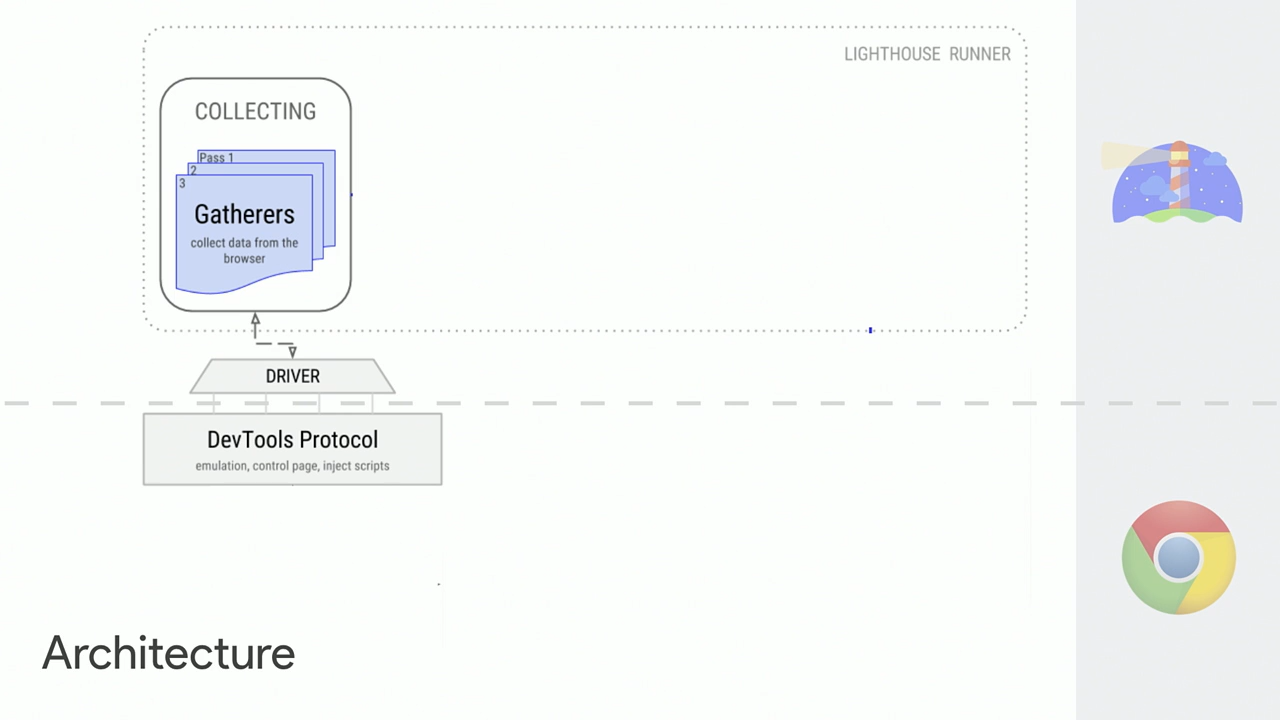 LIGHTHOUSE RUNNER
COLLECTING
Pass 1
2
3
Gatherers
collect data from the
browser
DRIVER
DevTools Protocol
emulation, control page, inject scripts
Architecture